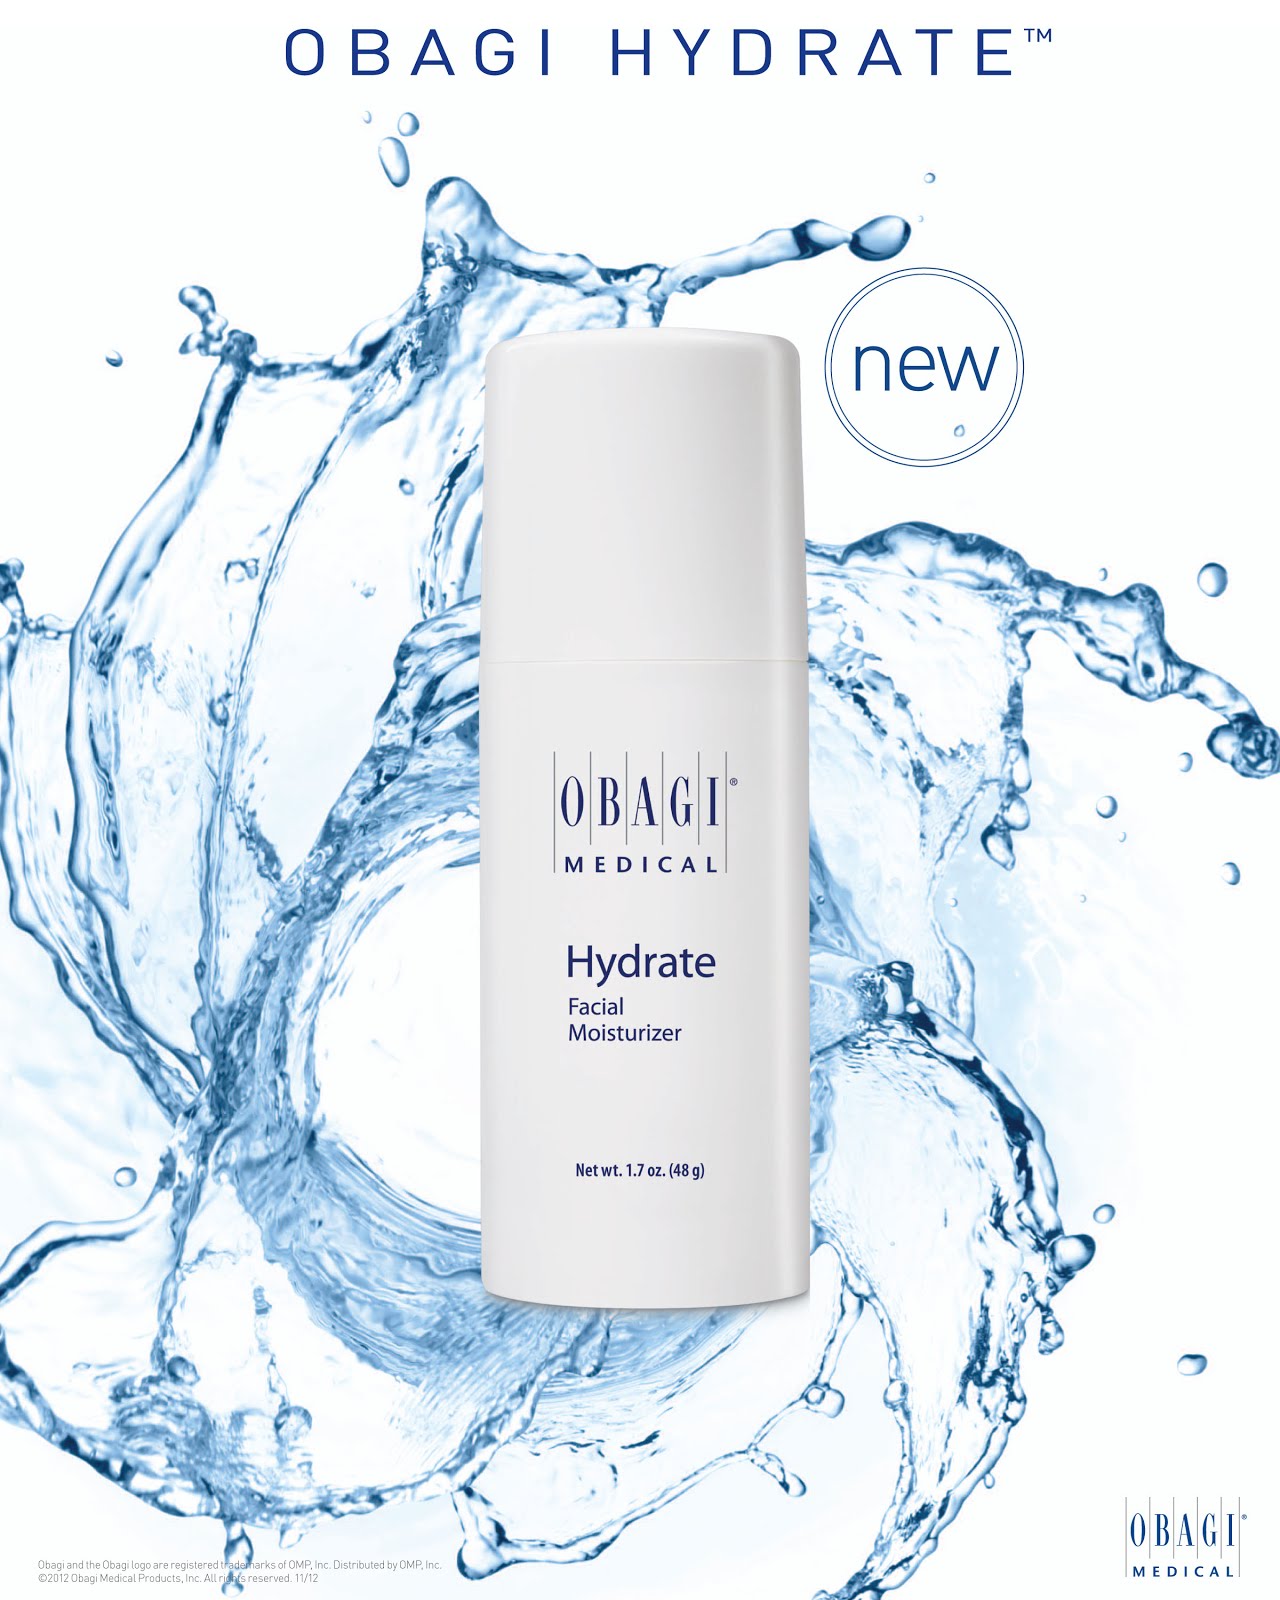 OBAGI HYDRATE™
new
OBAGI®
MEDICAL
Hydrate
Facial
Moisturizer
Net wt. 1.7 oz. (48 g)
Obagi and the Obagi logo are registered trademarks of OMP, Inc. Distributed by OMP, Inc.
©2012 Obagi Medical Products, Inc. All rights reserved. 11/12
OBAGI®
MEDICAL